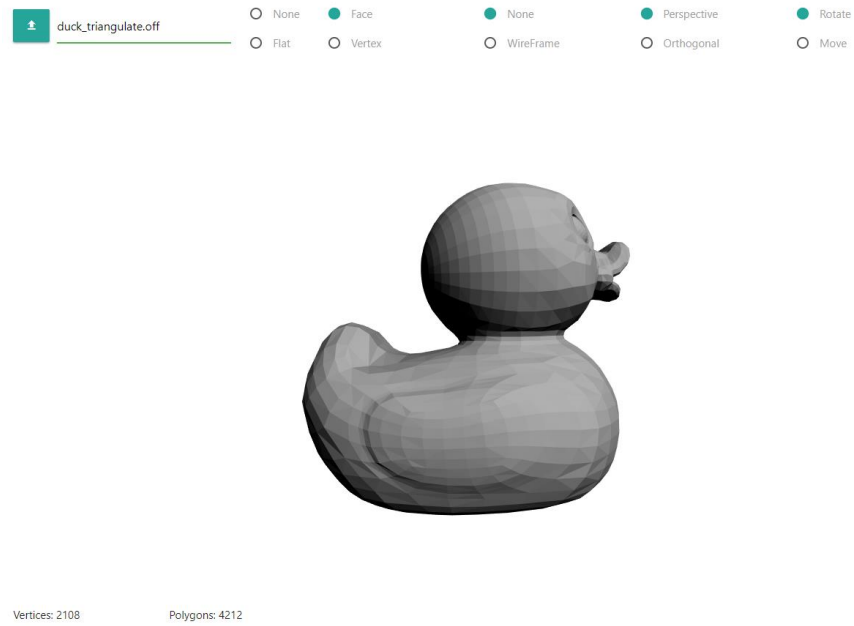 duck_triangulate.off
None Face None Perspective Rotate
Flat Vertex WireFrame Orthogonal Move
Vertices: 2108 Polygons: 4212